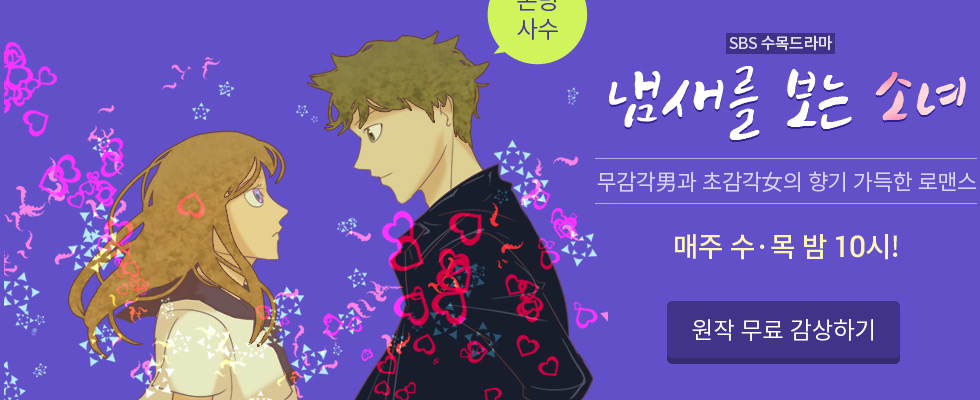 사수
SBS 수목드라마
냄새를 보는 소녀
무감각男과 초감각女의 향기 가득한 로맨스
매주 수·목 밤 10시!
원작 무료 감상하기